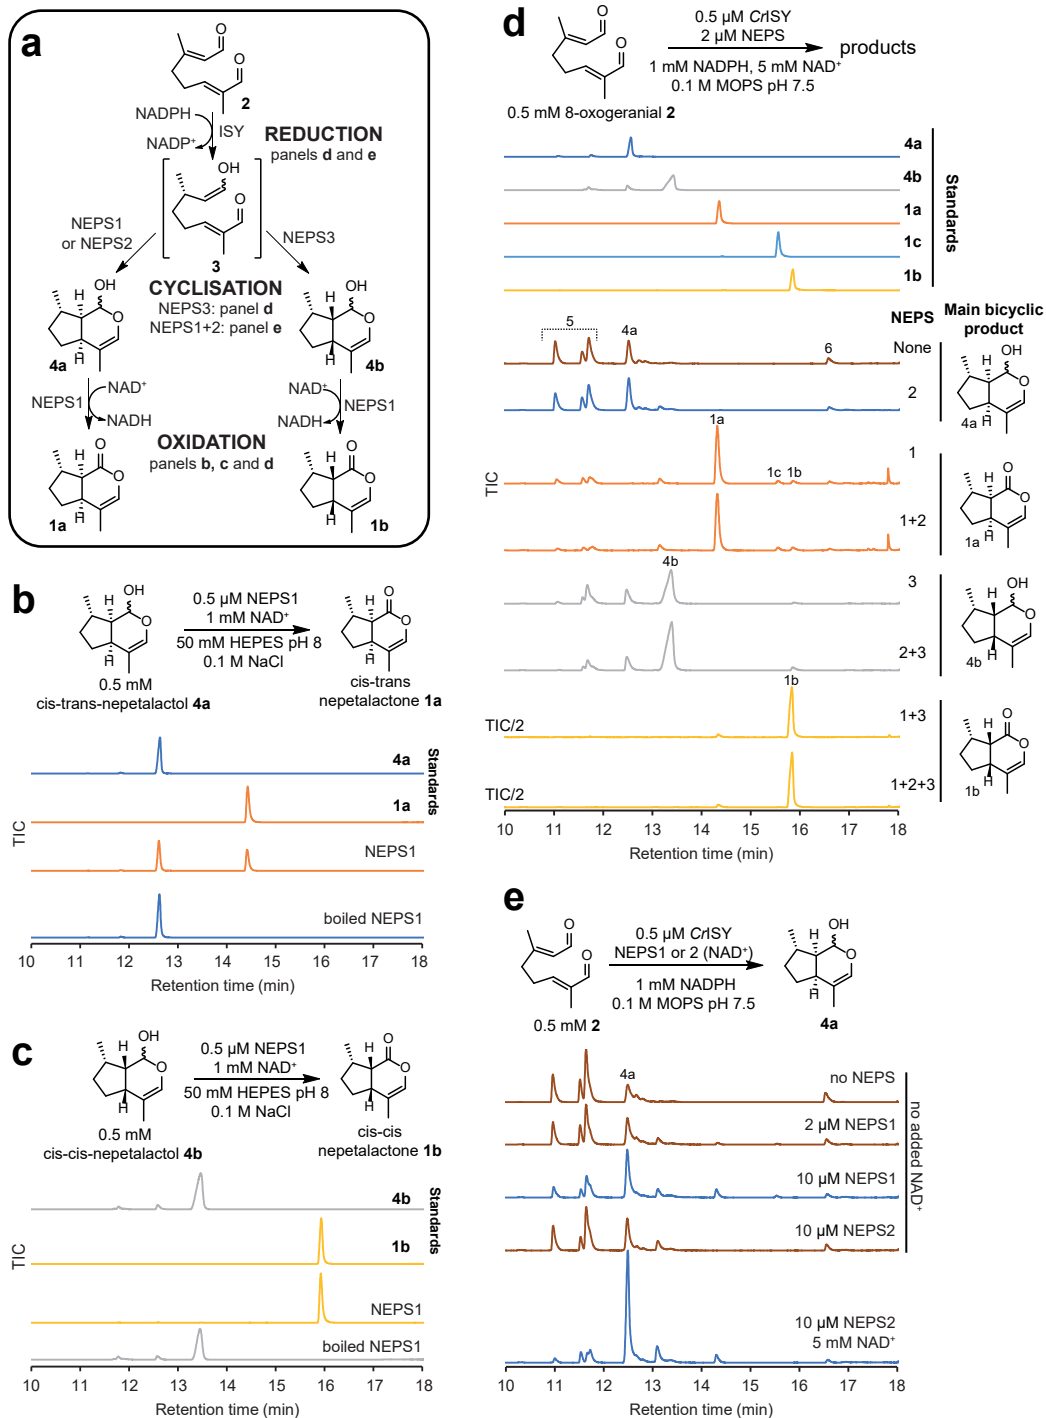 a
O
O
2
NADPH
ISY
NADP⁺
REDUCTION
panels d and e
OH
O
3
NEPS1
or NEPS2
NEPS3
CYCLISATION
NEPS3: panel d
NEPS1+2: panel e
H OH
O
H
4a
H OH
O
H
4b
NAD⁺
NEPS1
NADH
NAD⁺
NEPS1
NADH
OXIDATION
panels b, c and d
H O
O
H
1a
H O
O
H
1b
b
H OH
O
H
0.5 mM
cis-trans-nepetalactol 4a
0.5 µM NEPS1
1 mM NAD⁺
50 mM HEPES pH 8
0.1 M NaCl
H O
O
H
cis-trans
nepetalactone 1a
4a
1a
Standards
NEPS1
boiled NEPS1
TIC
10 11 12 13 14 15 16 17 18
Retention time (min)
c
H OH
O
H
0.5 mM
cis-cis-nepetalactol 4b
0.5 µM NEPS1
1 mM NAD⁺
50 mM HEPES pH 8
0.1 M NaCl
H O
O
H
cis-cis
nepetalactone 1b
4b
1b
Standards
NEPS1
boiled NEPS1
TIC
10 11 12 13 14 15 16 17 18
Retention time (min)
d
O
O
0.5 mM 8-oxogeranial 2
0.5 µM CrISY
2 µM NEPS
1 mM NADPH, 5 mM NAD⁺
0.1 M MOPS pH 7.5
products
4a
4b
1a
1c
1b
Standards
NEPS
Main bicyclic
product
5
4a
6
None
2
H OH
O
H
4a
1a
1c 1b
1
1+2
H O
O
H
1a
4b
3
2+3
H OH
O
H
4b
1b
TIC/2
1+3
TIC/2
1+2+3
H O
O
H
1b
TIC
10 11 12 13 14 15 16 17 18
Retention time (min)
e
O
O
0.5 mM 2
0.5 µM CrISY
NEPS1 or 2 (NAD⁺)
1 mM NADPH
0.1 M MOPS pH 7.5
H OH
O
H
4a
4a
no NEPS
2 µM NEPS1
10 µM NEPS1
10 µM NEPS2
no added NAD⁺
10 µM NEPS2
5 mM NAD⁺
10 11 12 13 14 15 16 17 18
Retention time (min)